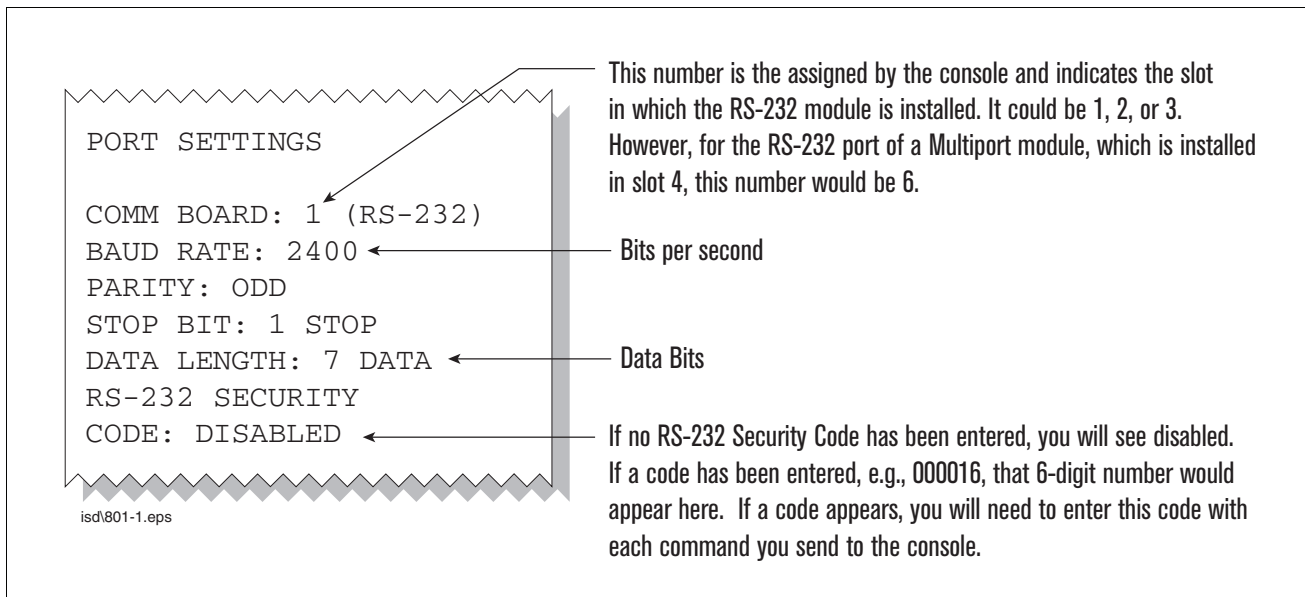 PORT SETTINGS
COMM BOARD: 1 (RS-232)
BAUD RATE: 2400
PARITY: ODD
STOP BIT: 1 STOP
DATA LENGTH: 7 DATA
RS-232 SECURITY
CODE: DISABLED
isd\801-1.eps
This number is the assigned by the console and indicates the slot
in which the RS-232 module is installed. It could be 1, 2, or 3.
However, for the RS-232 port of a Multiport module, which is installed
in slot 4, this number would be 6.
Bits per second
Data Bits
If no RS-232 Security Code has been entered, you will see disabled.
If a code has been entered, e.g., 000016, that 6-digit number would
appear here. If a code appears, you will need to enter this code with
each command you send to the console.